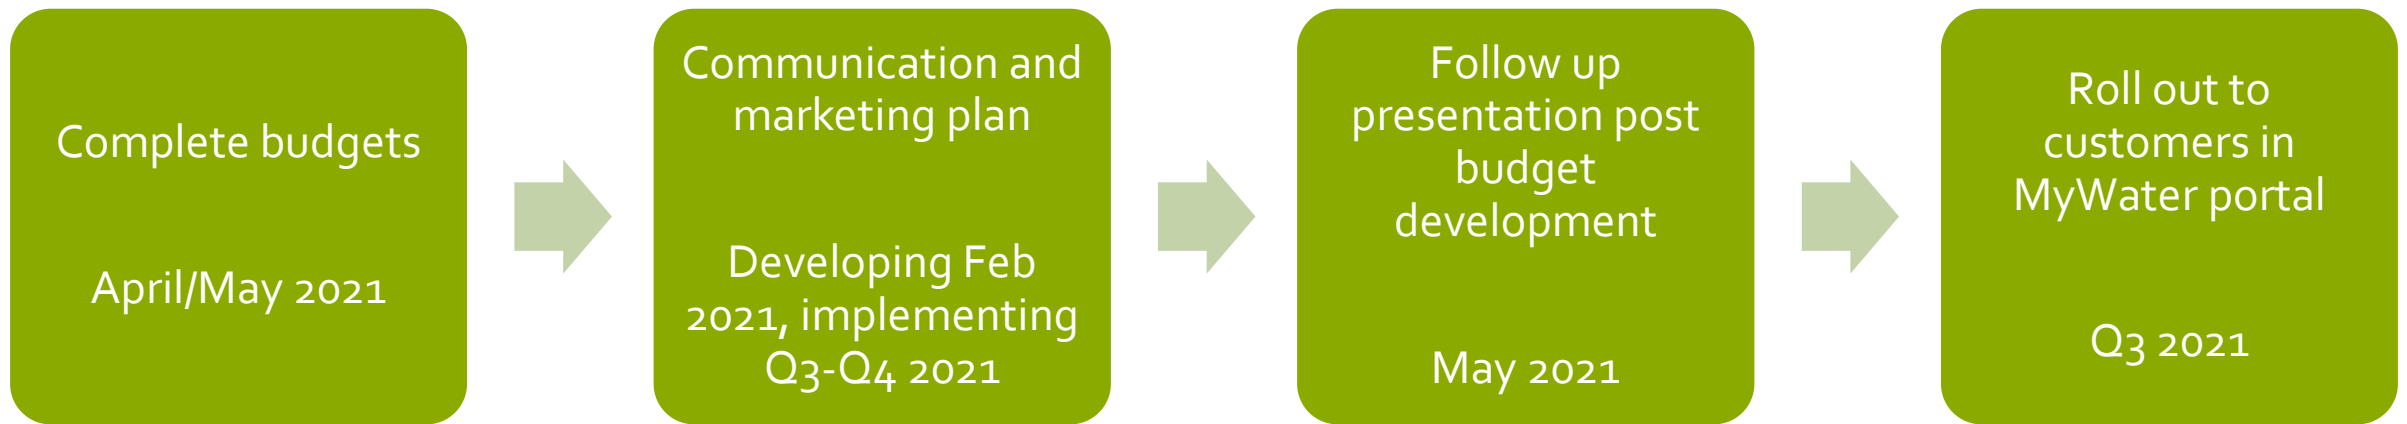 Complete budgets
April/May 2021
Communication and
marketing plan
Developing Feb
2021, implementing
Q3-Q4 2021
Follow up
presentation post
budget
development
May 2021
Roll out to
customers in
MyWater portal
Q3 2021